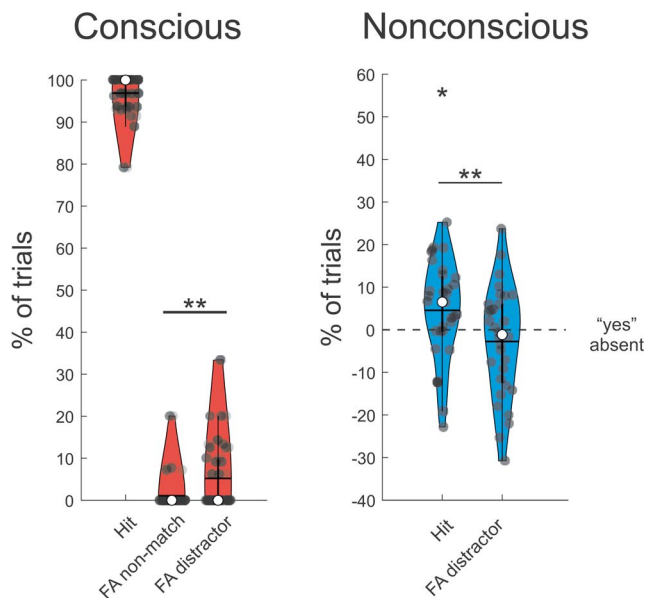 Conscious
Nonconscious
% of trials
100
90
80
70
60
50
40
30
20
10
0
**
Hit
FA non-match
FA distractor
% of trials
60
50
40
30
20
10
0
-10
-20
-30
-40
*
**
“yes”
absent
Hit
FA distractor